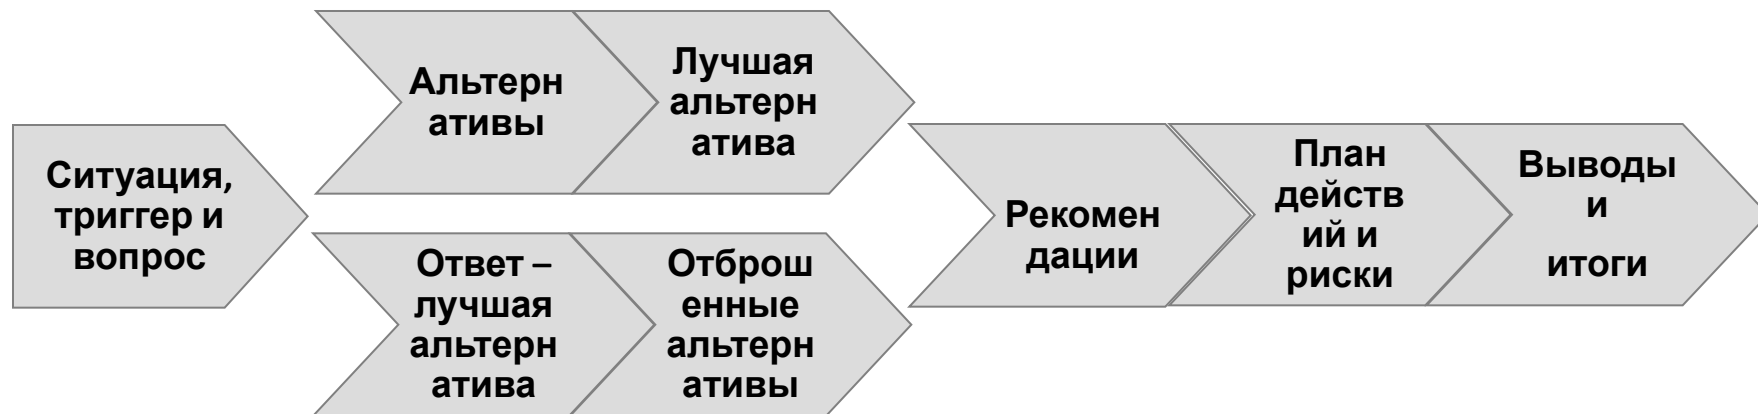 Ситуация,
триггер и
вопрос
Альтерн
ативы
Лучшая
альтерн
атива
Ответ –
лучшая
альтерн
атива
Отброш
енные
альтерн
ативы
Рекомен
дации
План
действ
ий и
риски
Выводы
и
итоги